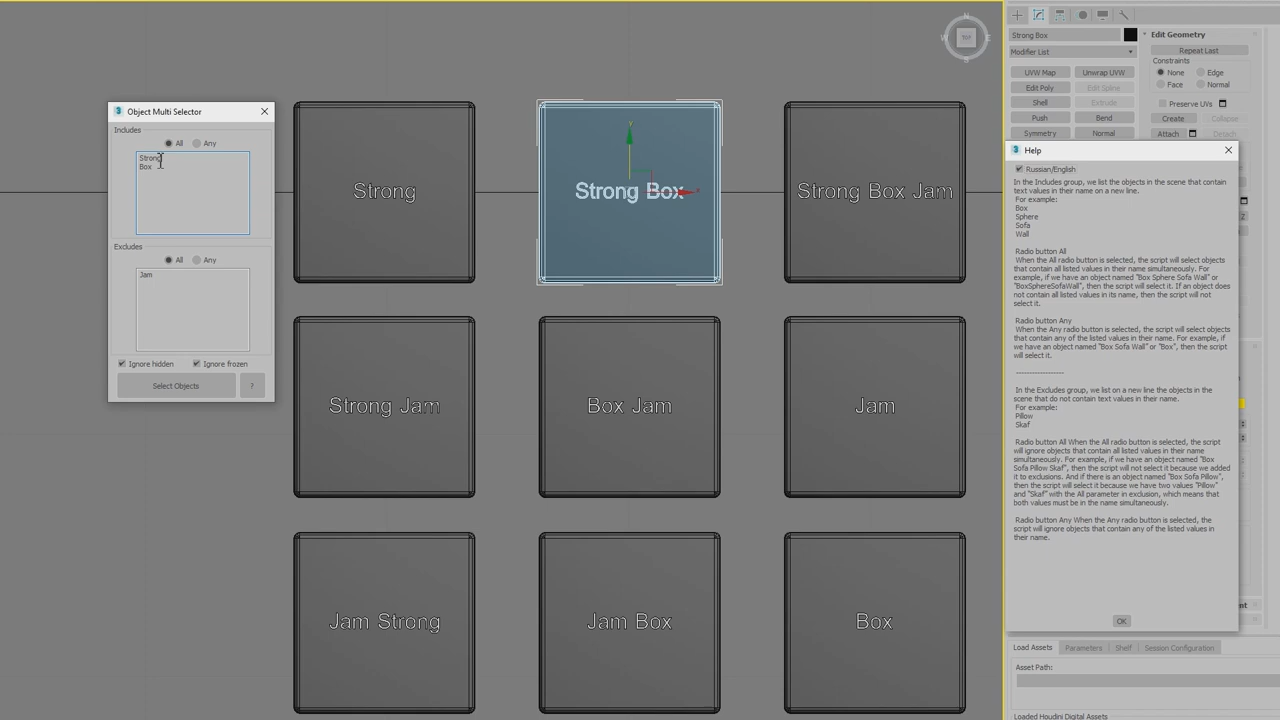 Object Multi Selector
Includes
All
Any
Strong
Box
Excludes
All
Any
Jam
Ignore hidden
Ignore frozen
Select Objects
?
Strong
Strong Box
Strong Box Jam
Strong Jam
Box Jam
Jam
Jam Strong
Jam Box
Box
N
W
TOP
E
y
x
Strong Box
Modifier List
UVW Map
Unwrap UVW
Edit Poly
Edit Spline
Shell
Extrude
Push
Bend
Symmetry
Normal
Edit Geometry
Repeat Last
Constraints
None
Edge
Face
Normal
Preserve UVs
Create
Collapse
Attach
Detach
Help
Russian/English
In the Includes group, we list the objects in the scene that contain
text values in their name on a new line.
For example:
Box
Sphere
Sofa
Wall
Radio button All
When the All radio button is selected, the script will select objects
that contain all listed values in their name simultaneously. For
example, if we have an object named "Box Sphere Sofa Wall" or
"BoxSphereSofaWall", then the script will select it. If an object does
not contain all listed values in its name, then the script will not
select it.
Radio button Any
When the Any radio button is selected, the script will select objects
that contain any of the listed values in their name. For example, if
we have an object named "Box Sofa Wall" or "Box", then the script
will select it.
------------------
In the Excludes group, we list on a new line the objects in the
scene that do not contain text values in their name.
For example:
Pillow
Skaf
Radio button All When the All radio button is selected, the script
will ignore objects that contain all listed values in their name
simultaneously. For example, if we have an object named "Box
Sofa Pillow Skaf", then the script will not select it because we added
it to exclusions. And if there is an object named "Box Sofa Pillow",
then the script will select it because we have two values "Pillow"
and "Skaf" with the All parameter in exclusion, which means that
both values must be in the name simultaneously.
Radio button Any When the Any radio button is selected, the
script will ignore objects that contain any of the listed values in
their name.
OK
Load Assets
Parameters
Shelf
Session Configuration
Asset Path:
Loaded Houdini Digital Assets